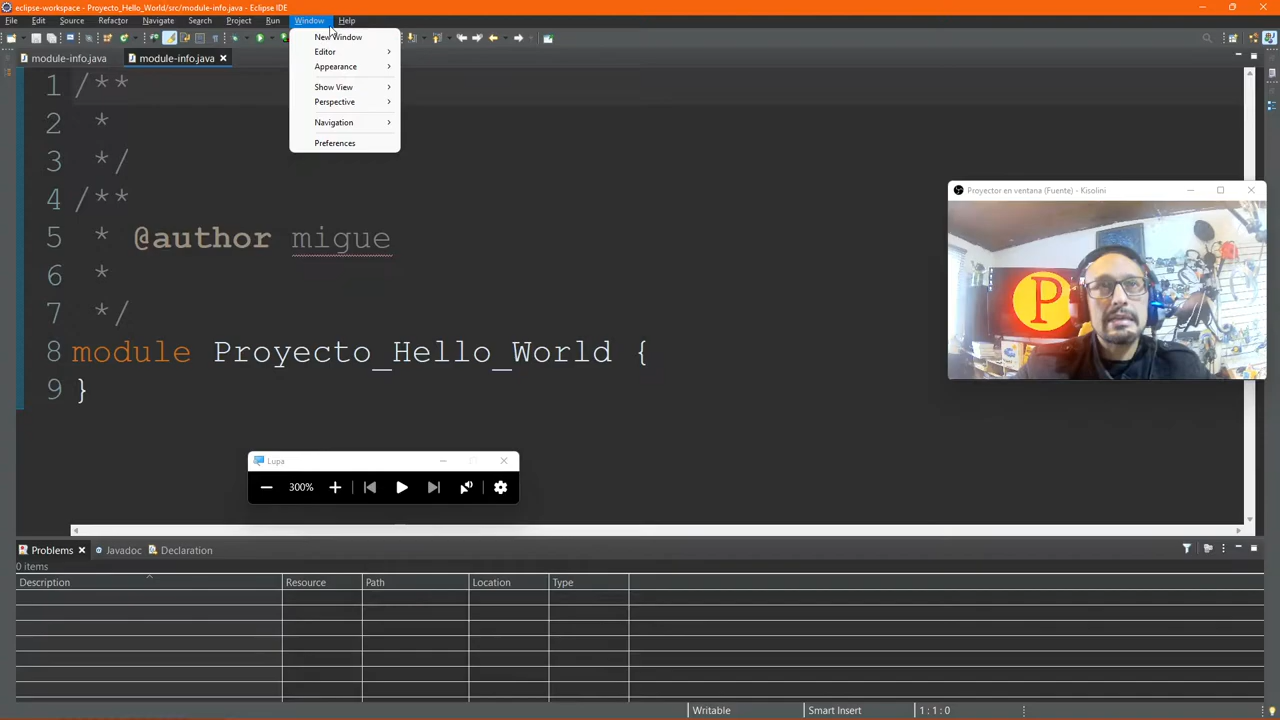 eclipse-workspace - Proyecto_Hello_World/src/module-info.java - Eclipse IDE
File Edit Source Refactor Navigate Search Project Run Window Help
New Window
Editor
Appearance
Show View
Perspective
Navigation
Preferences
module-info.java module-info.java
1 /**
2 *
3 */
4 /**
5 * @author migue
6 *
7 */
8 module Proyecto_Hello_World {
9 }
Proyector en ventana (Fuente) - Kisolini
P
Lupa
300%
Problems Javadoc Declaration
0 items
Description Resource Path Location Type
Writable Smart Insert 1 : 1 : 0